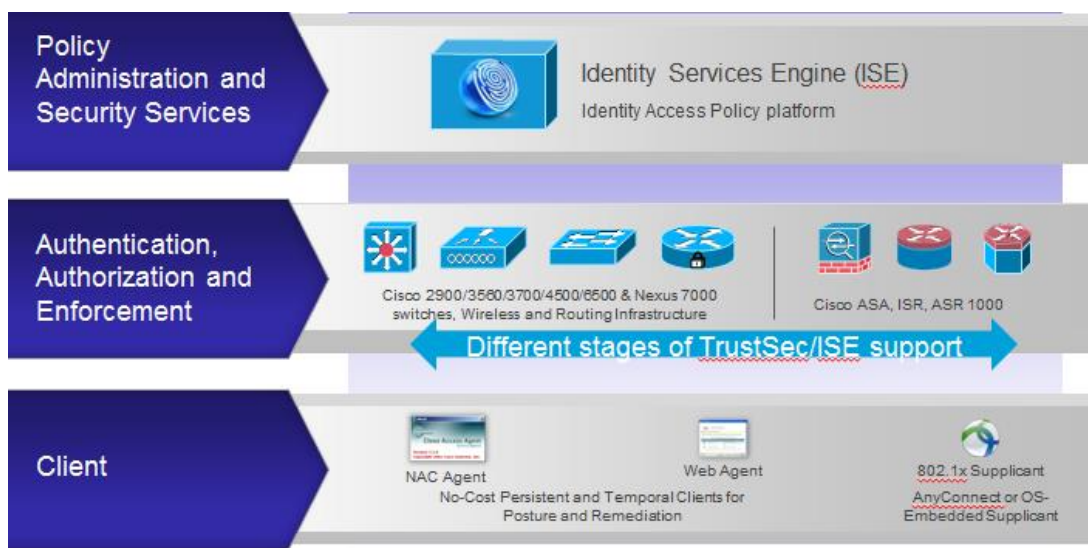 Policy
Administration and
Security Services
Identity Services Engine (ISE)
Identity Access Policy platform
Authentication,
Authorization and
Enforcement
Cisco 2900/3560/3700/4500/6500 & Nexus 7000
switches, Wireless and Routing Infrastructure
Cisco ASA, ISR, ASR 1000
Different stages of TrustSec/ISE support
Client
Clean Access Agent
NAC Agent
Web Agent
No-Cost Persistent and Temporal Clients for
Posture and Remediation
802.1x Supplicant
AnyConnect or OS-
Embedded Supplicant